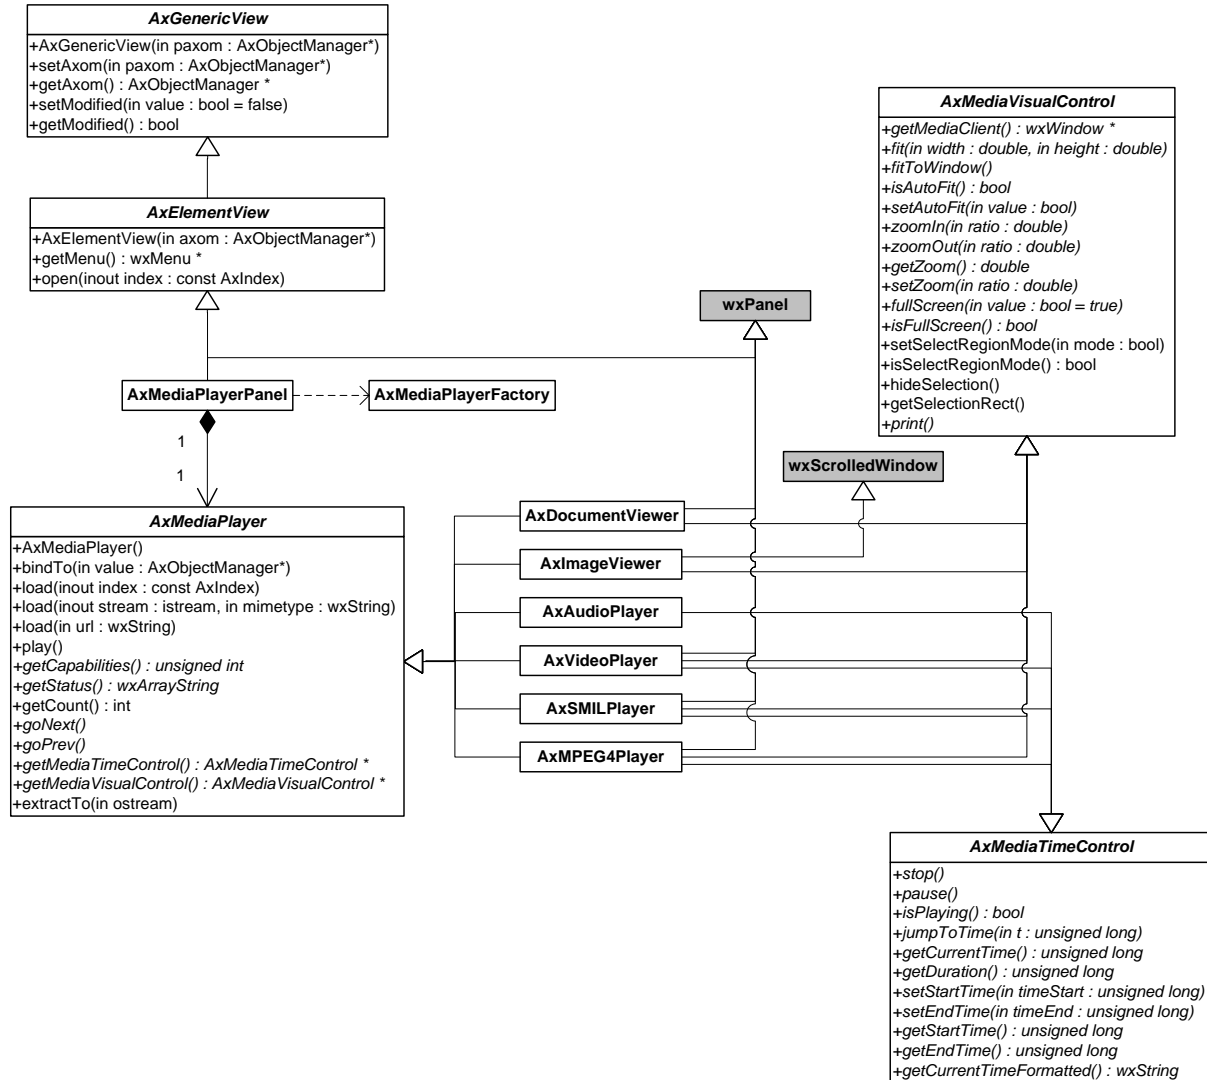 AxGenericView
+AxGenericView(in paxom : AxObjectManager*)
+setAxom(in paxom : AxObjectManager*)
+getAxom() : AxObjectManager *
+setModified(in value : bool = false)
+getModified() : bool
AxElementView
+AxElementView(in axom : AxObjectManager*)
+getMenu() : wxMenu *
+open(inout index : const AxIndex)
AxMediaVisualControl
+getMediaClient() : wxWindow *
+fit(in width : double, in height : double)
+fitToWindow()
+isAutoFit() : bool
+setAutoFit(in value : bool)
+zoomIn(in ratio : double)
+zoomOut(in ratio : double)
+getZoom() : double
+setZoom(in ratio : double)
+fullScreen(in value : bool = true)
+isFullScreen() : bool
+setSelectRegionMode(in mode : bool)
+isSelectRegionMode() : bool
+hideSelection()
+getSelectionRect()
+print()
wxPanel
AxMediaPlayerPanel
AxMediaPlayerFactory
1
1
wxScrolledWindow
AxMediaPlayer
+AxMediaPlayer()
+bindTo(in value : AxObjectManager*)
+load(inout index : const AxIndex)
+load(inout stream : istream, in mimetype : wxString)
+load(in url : wxString)
+play()
+getCapabilities() : unsigned int
+getStatus() : wxArrayString
+getCount() : int
+goNext()
+goPrev()
+getMediaTimeControl() : AxMediaTimeControl *
+getMediaVisualControl() : AxMediaVisualControl *
+extractTo(in ostream)
AxDocumentViewer
AxImageViewer
AxAudioPlayer
AxVideoPlayer
AxSMILPlayer
AxMPEG4Player
AxMediaTimeControl
+stop()
+pause()
+isPlaying() : bool
+jumpToTime(in t : unsigned long)
+getCurrentTime() : unsigned long
+getDuration() : unsigned long
+setStartTime(in timeStart : unsigned long)
+setEndTime(in timeEnd : unsigned long)
+getStartTime() : unsigned long
+getEndTime() : unsigned long
+getCurrentTimeFormatted() : wxString